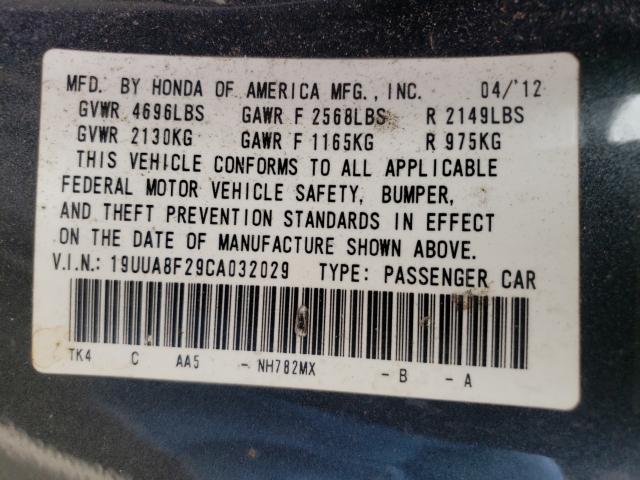 MFD. BY HONDA OF AMERICA MFG., INC. 04/'12
GVWR 4696LBS GAWR F 2568LBS R 2149LBS
GVWR 2130KG GAWR F 1165KG R 975KG
THIS VEHICLE CONFORMS TO ALL APPLICABLE
FEDERAL MOTOR VEHICLE SAFETY, BUMPER,
AND THEFT PREVENTION STANDARDS IN EFFECT
ON THE DATE OF MANUFACTURE SHOWN ABOVE.
V.I.N.: 19UUA8F29CA032029 TYPE: PASSENGER CAR
TK4 C AA5 - NH782MX - B - A